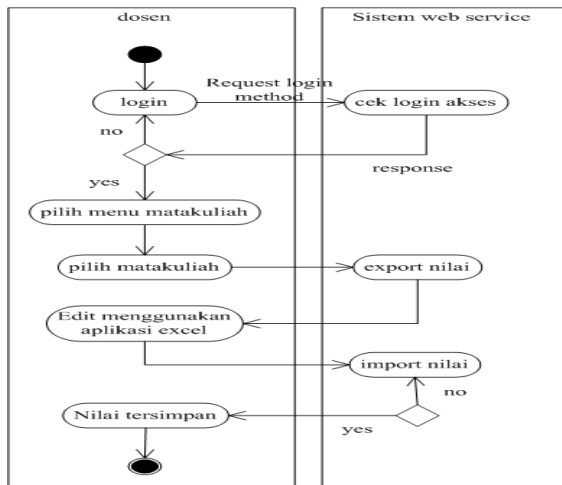 dosen
Sistem web service
login
Request login
method
cek login akses
no
response
yes
pilih menu matakuliah
pilih matakuliah
export nilai
Edit menggunakan
aplikasi excel
import nilai
no
Nilai tersimpan
yes